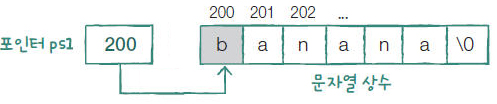 200 201 202 ...
포인터 ps1 200 b a n a n a \0
문자열 상수